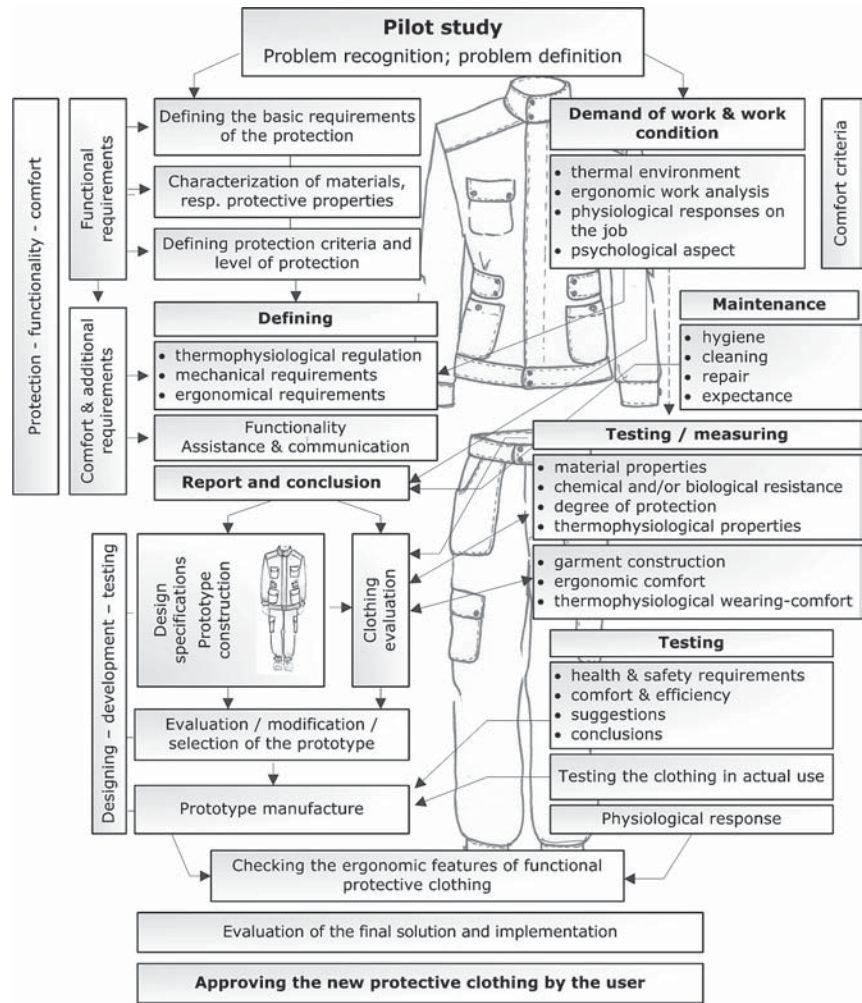 Pilot study
Problem recognition; problem definition
Protection - functionality - comfort
Functional
requirements
Defining the basic requirements
of the protection
Characterization of materials,
resp. protective properties
Defining protection criteria and
level of protection
Demand of work & work
condition
• thermal environment
• ergonomic work analysis
• physiological responses on
the job
• psychological aspect
Comfort criteria
Comfort & additional
requirements
Defining
• thermophysiological regulation
• mechanical requirements
• ergonomical requirements
Functionality
Assistance & communication
Maintenance
• hygiene
• cleaning
• repair
• expectance
Report and conclusion
Testing / measuring
• material properties
• chemical and/or biological resistance
• degree of protection
• thermophysiological properties
• garment construction
• ergonomic comfort
• thermophysiological wearing-comfort
Designing - development - testing
Design
specifications
Prototype
construction
Clothing
evaluation
Evaluation / modification /
selection of the prototype
Prototype manufacture
Testing
• health & safety requirements
• comfort & efficiency
• suggestions
• conclusions
Testing the clothing in actual use
Physiological response
Checking the ergonomic features of functional
protective clothing
Evaluation of the final solution and implementation
Approving the new protective clothing by the user